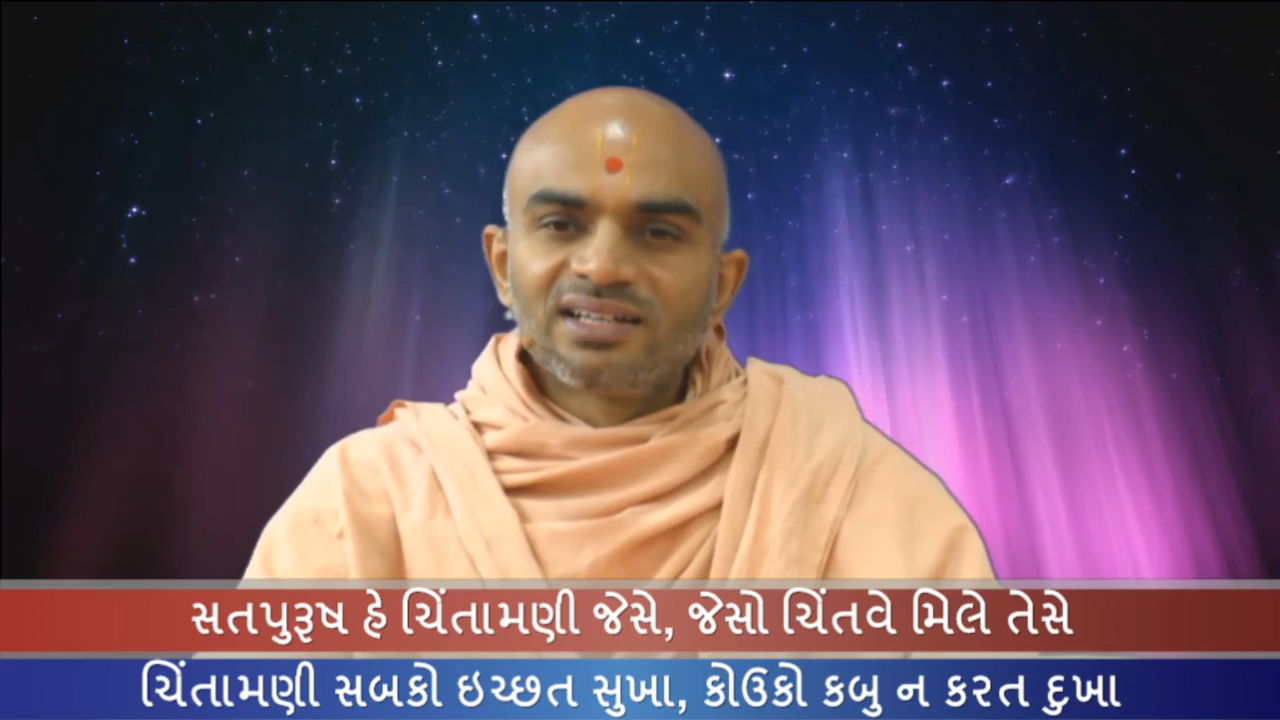 સતપુરૂષ હે ચિંતામણી જેસે, જેસો ચિંતવે મિલે તેસે
ચિંતામણી સબકો ઇચ્છત સુખા, કોઉકો કબુ ન કરત દુખા